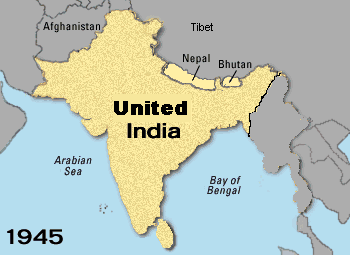 Afghanistan
Tibet
Nepal
Bhutan
United
India
Arabian
Sea
Bay of
Bengal
1945